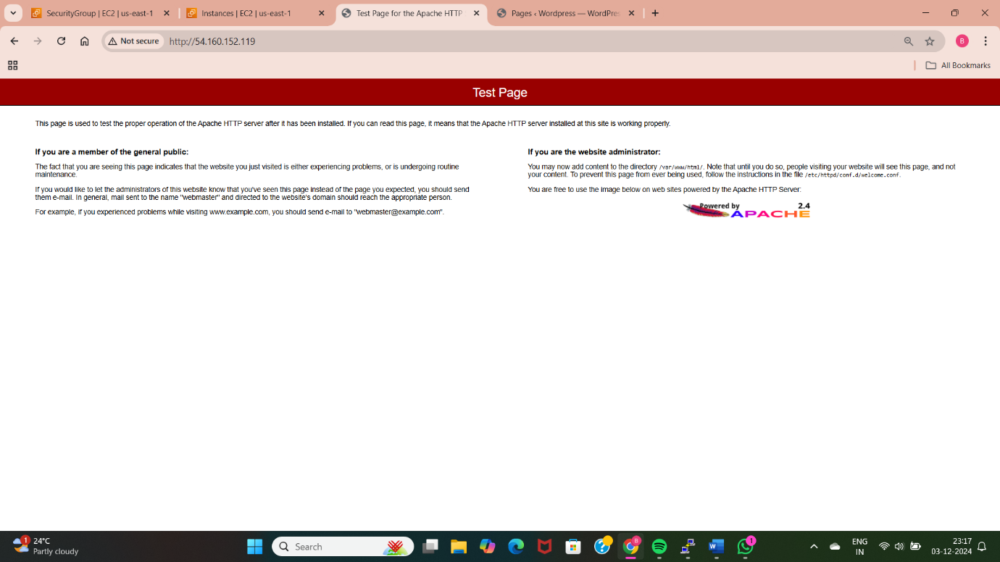 SecurityGroup | EC2 | us-east-1
Instances | EC2 | us-east-1
Test Page for the Apache HTTP
Pages ‹ Wordpress — WordPres
Not secure
http://54.160.152.119
B
All Bookmarks
Test Page
This page is used to test the proper operation of the Apache HTTP server after it has been installed. If you can read this page, it means that the Apache HTTP server installed at this site is working properly.
If you are a member of the general public:
The fact that you are seeing this page indicates that the website you just visited is either experiencing problems, or is undergoing routine
maintenance.
If you would like to let the administrators of this website know that you've seen this page instead of the page you expected, you should send
them e-mail. In general, mail sent to the name "webmaster" and directed to the website's domain should reach the appropriate person.
For example, if you experienced problems while visiting www.example.com, you should send e-mail to "webmaster@example.com".
If you are the website administrator:
You may now add content to the directory /var/www/html/. Note that until you do so, people visiting your website will see this page, and not
your content. To prevent this page from ever being used, follow the instructions in the file /etc/httpd/conf.d/welcome.conf.
You are free to use the image below on web sites powered by the Apache HTTP Server:
Powered by 2.4
APACHE
1
24°C
Partly cloudy
Search
B
W
1
ENG
IN
23:17
03-12-2024